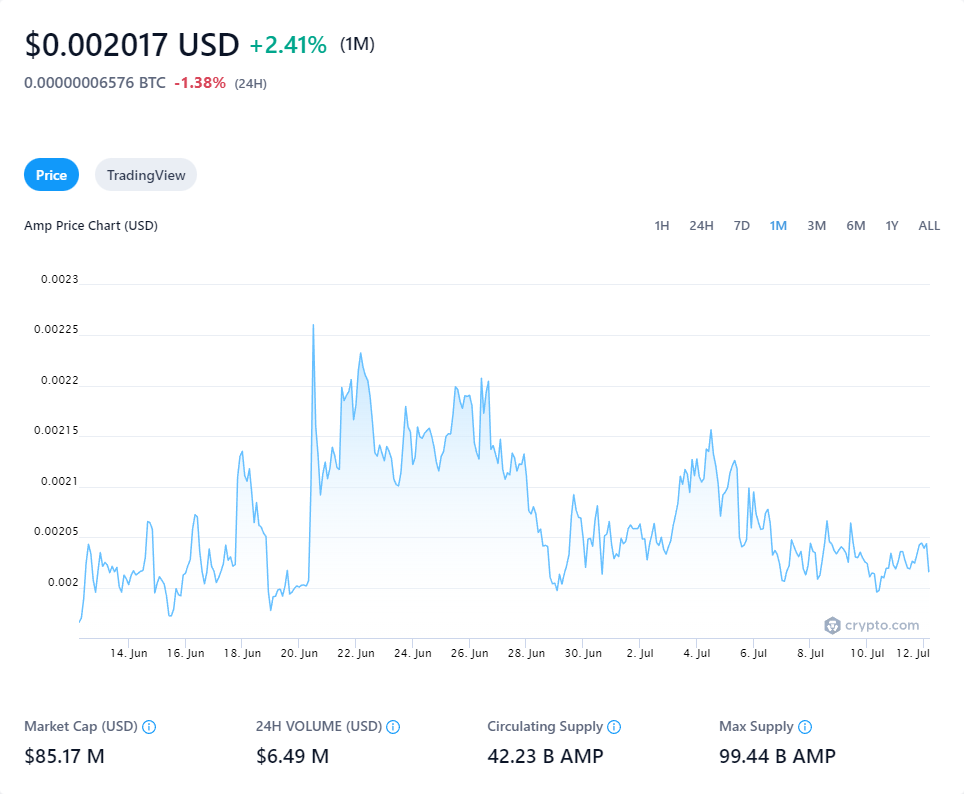 $0.002017 USD +2.41% (1M)
0.00000006576 BTC -1.38% (24H)
Price TradingView
Amp Price Chart (USD) 1H 24H 7D 1M 3M 6M 1Y ALL
0.0023
0.00225
0.0022
0.00215
0.0021
0.00205
0.002
crypto.com
14. Jun 16. Jun 18. Jun 20. Jun 22. Jun 24. Jun 26. Jun 28. Jun 30. Jun 2. Jul 4. Jul 6. Jul 8. Jul 10. Jul 12. Jul
Market Cap (USD) 24H VOLUME (USD) Circulating Supply Max Supply
$85.17 M $6.49 M 42.23 B AMP 99.44 B AMP